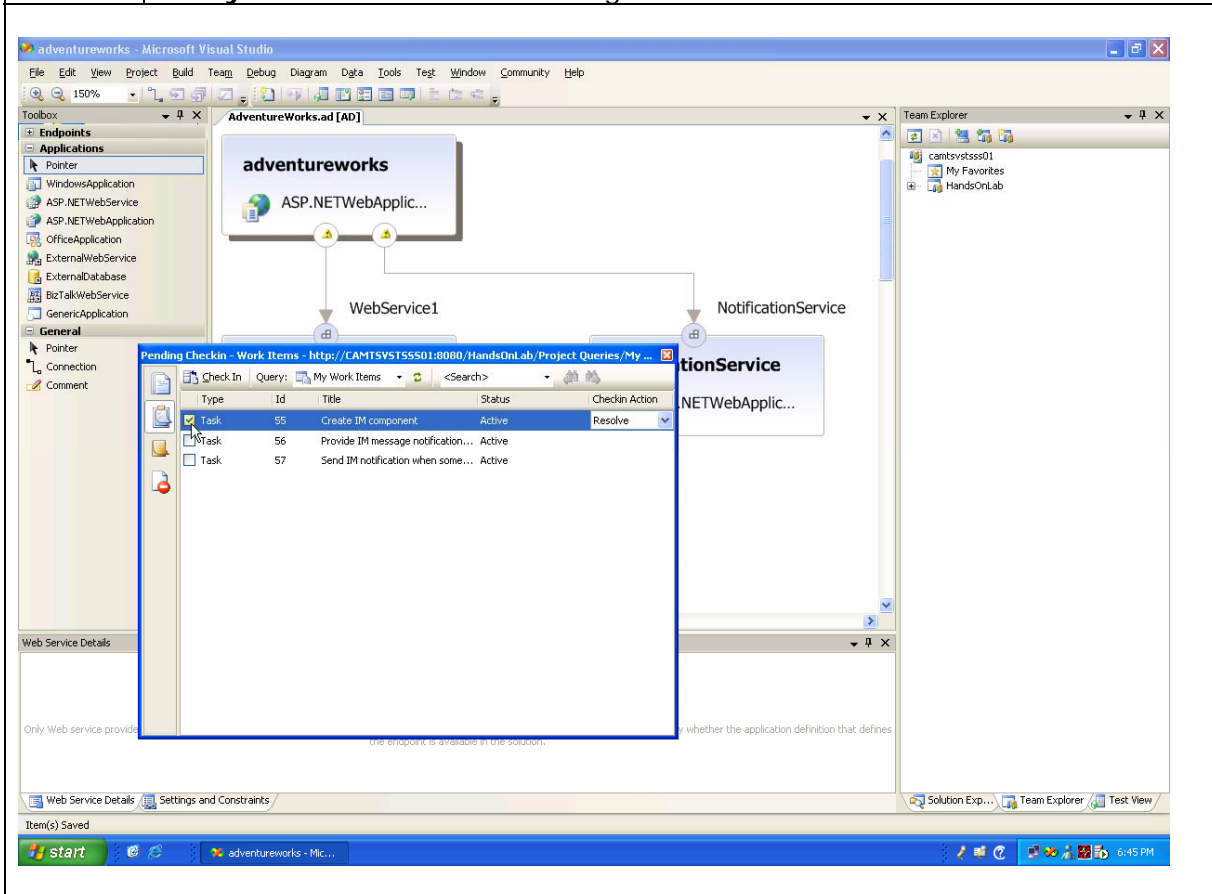 adventureworks - Microsoft Visual Studio
File Edit View Project Build Team Debug Diagram Data Tools Test Window Community Help
150%
Toolbox
Endpoints
Applications
Pointer
WindowsApplication
ASP.NETWebService
ASP.NETWebApplication
OfficeApplication
ExternalWebService
ExternalDatabase
BizTalkWebService
GenericApplication
General
Pointer
Connection
Comment
AdventureWorks.ad [AD]
adventureworks
ASP.NETWebApplic...
WebService1
NotificationService
tionService
.NETWebApplic...
Pending Checkin - Work Items - http://CAMTSVSTSSS01:8080/HandsOnLab/Project Queries/My ...
Check In Query: My Work Items <Search>
Type Id Title Status Checkin Action
Task 55 Create IM component Active Resolve
Task 56 Provide IM message notification... Active
Task 57 Send IM notification when some... Active
Team Explorer
camtsvstsss01
My Favorites
HandsOnLab
Web Service Details
Only Web service provide
y whether the application definition that defines
the endpoint is available in the solution.
Web Service Details Settings and Constraints
Solution Exp... Team Explorer Test View
Item(s) Saved
start adventureworks - Mic... 6:45 PM